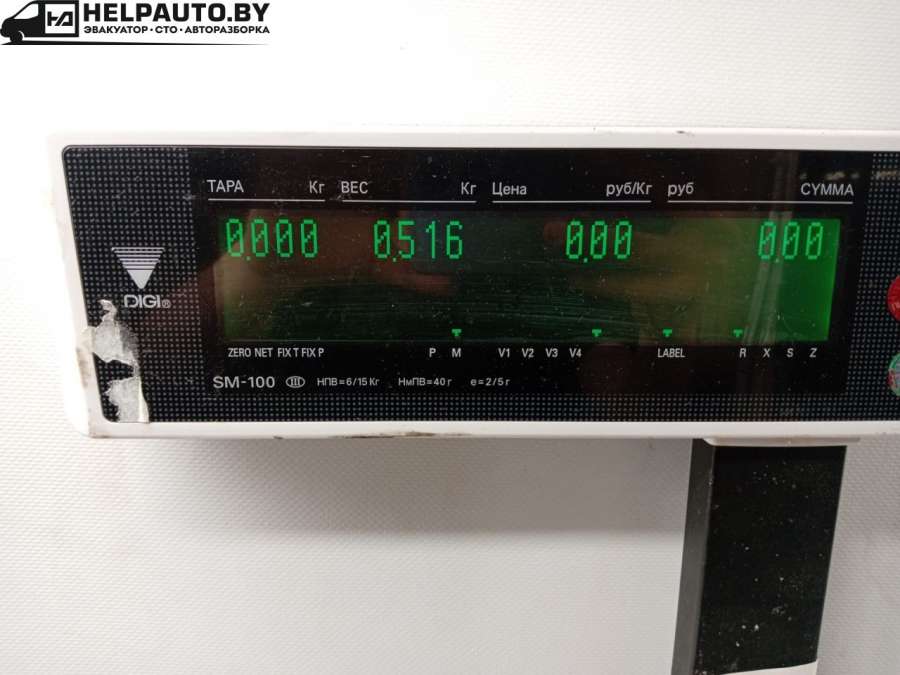 HELPAUTO.BY
ЭВАКУАТОР · СТО · АВТОРАЗБОРКА
ТАРА Кг ВЕС Кг Цена руб/Кг руб СУММА
0.000 0.516 0.00 0.00
DIGI®
ZERO NET FIX T FIX P P M V1 V2 V3 V4 LABEL R X S Z
SM-100 III НПВ=6/15 Кг НмПВ=40 г e=2/5 г